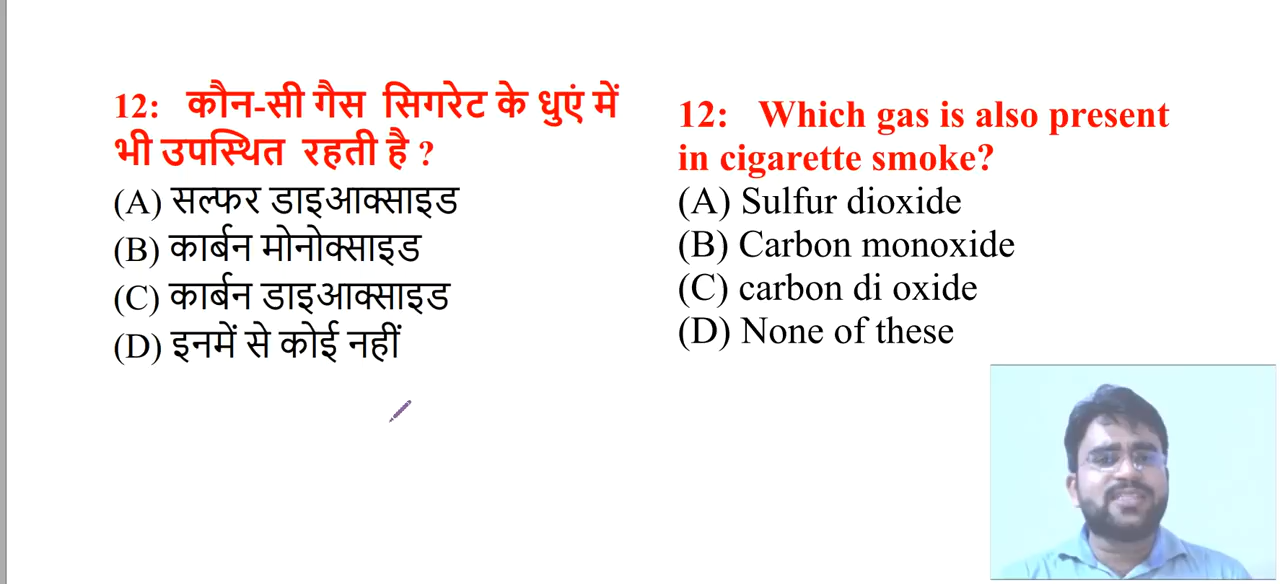 12: कौन-सी गैस सिगरेट के धुएं में
भी उपस्थित रहती है ?
(A) सल्फर डाइआक्साइड
(B) कार्बन मोनोक्साइड
(C) कार्बन डाइआक्साइड
(D) इनमें से कोई नहीं
12: Which gas is also present
in cigarette smoke?
(A) Sulfur dioxide
(B) Carbon monoxide
(C) carbon di oxide
(D) None of these